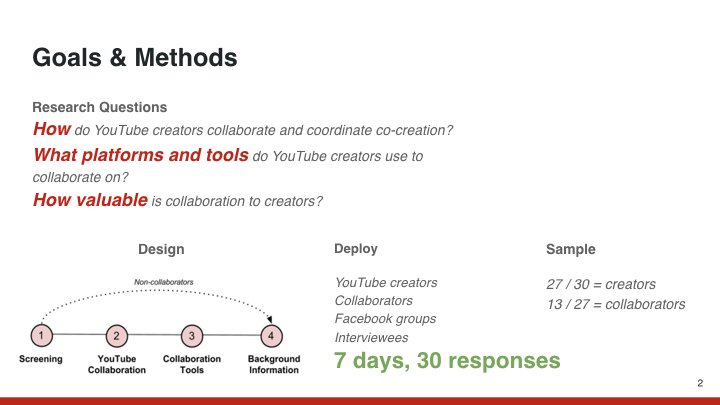 Goals & Methods
Research Questions
How do YouTube creators collaborate and coordinate co-creation?
What platforms and tools do YouTube creators use to
collaborate on?
How valuable is collaboration to creators?
Design
Non-collaborators
1
2
3
4
Screening
YouTube
Collaboration
Collaboration
Tools
Background
Information
Deploy
YouTube creators
Collaborators
Facebook groups
Interviewees
7 days, 30 responses
Sample
27 / 30 = creators
13 / 27 = collaborators
2